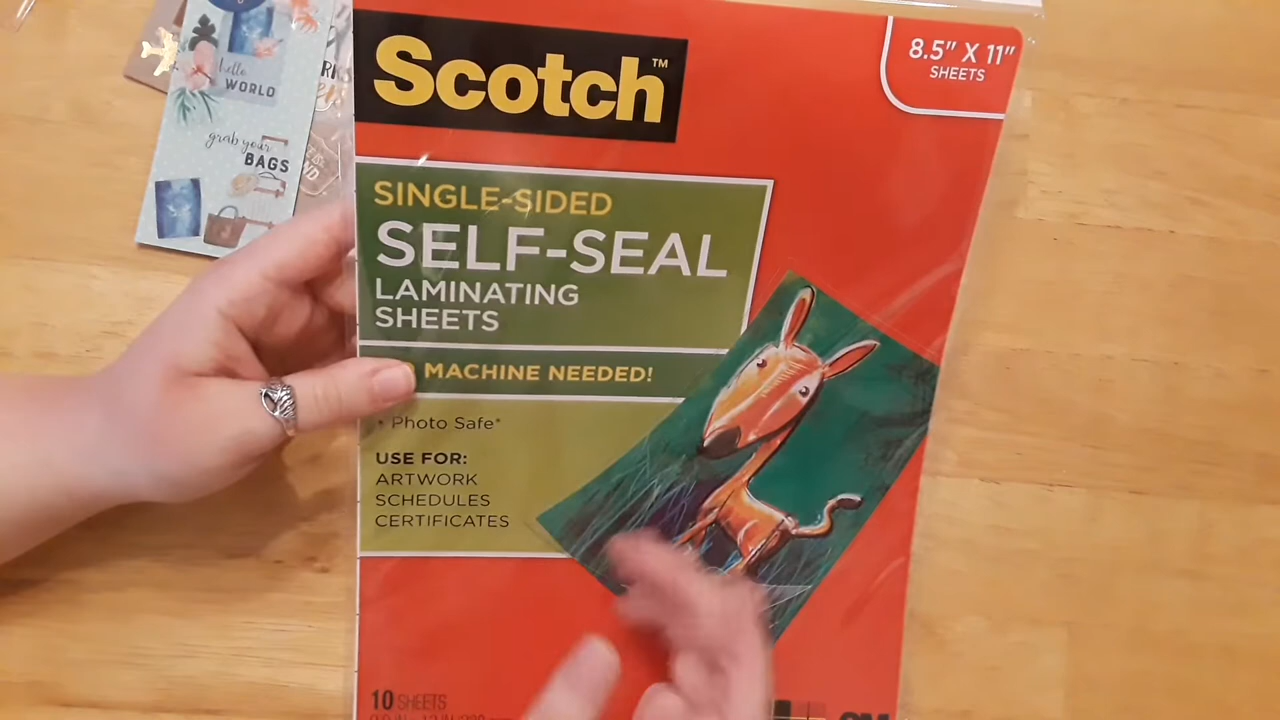 hello
WORLD
grab your
BAGS
Scotch™
8.5" X 11"
SHEETS
SINGLE-SIDED
SELF-SEAL
LAMINATING
SHEETS
MACHINE NEEDED!
• Photo Safe*
USE FOR:
ARTWORK
SCHEDULES
CERTIFICATES
10 SHEETS